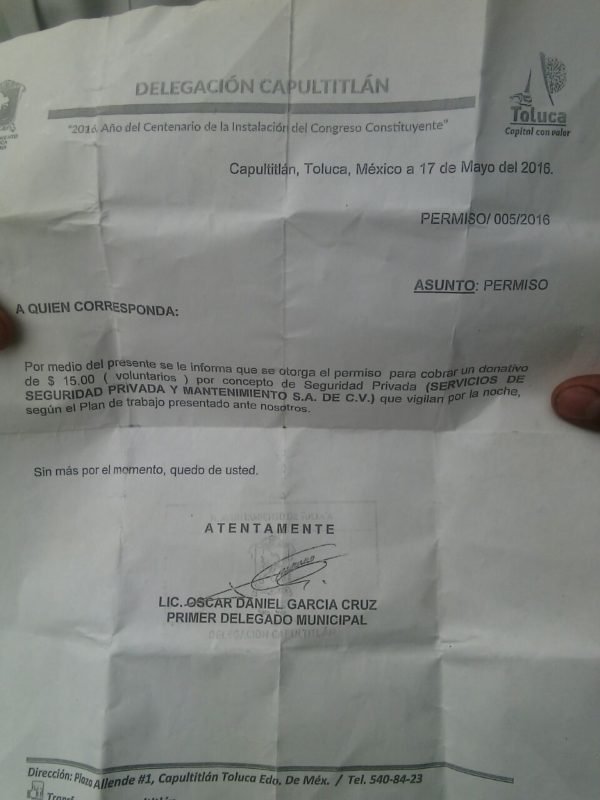 DELEGACIÓN CAPULTITLÁN
Toluca
Capital con valor
"2016. Año del Centenario de la Instalación del Congreso Constituyente"
Capultitlán, Toluca, México a 17 de Mayo del 2016.
PERMISO/ 005/2016
ASUNTO: PERMISO
A QUIEN CORRESPONDA:
Por medio del presente se le informa que se otorga el permiso para cobrar un donativo
de $ 15.00 ( voluntarios ) por concepto de Seguridad Privada (SERVICIOS DE
SEGURIDAD PRIVADA Y MANTENIMIENTO S.A. DE C.V.) que vigilan por la noche,
según el Plan de trabajo presentado ante nosotros.
Sin más por el momento, quedo de usted.
ATENTAMENTE
LIC. OSCAR DANIEL GARCIA CRUZ
PRIMER DELEGADO MUNICIPAL
DELEGACIÓN CAPULTITLÁN
Dirección: Plaza Allende #1, Capultitlán Toluca Edo. De Méx. / Tel. 540-84-23